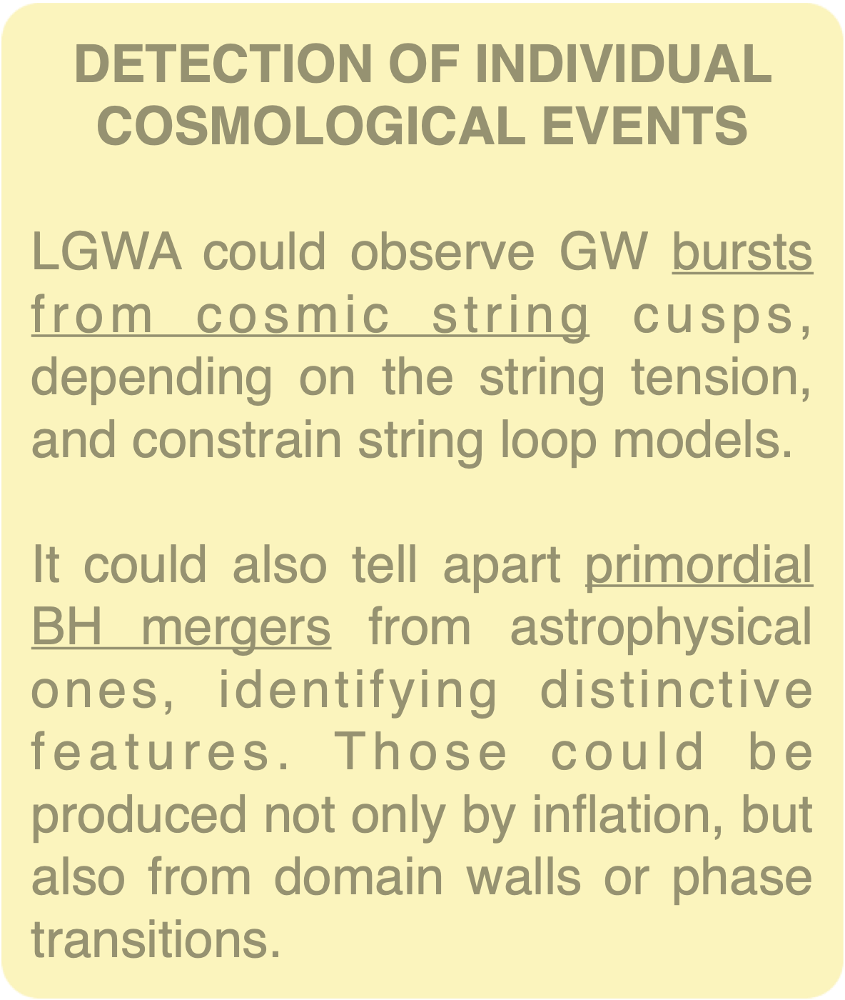 DETECTION OF INDIVIDUAL
COSMOLOGICAL EVENTS
LGWA could observe GW bursts
from cosmic string cusps,
depending on the string tension,
and constrain string loop models.
It could also tell apart primordial
BH mergers from astrophysical
ones, identifying distinctive
features. Those could be
produced not only by inflation, but
also from domain walls or phase
transitions.